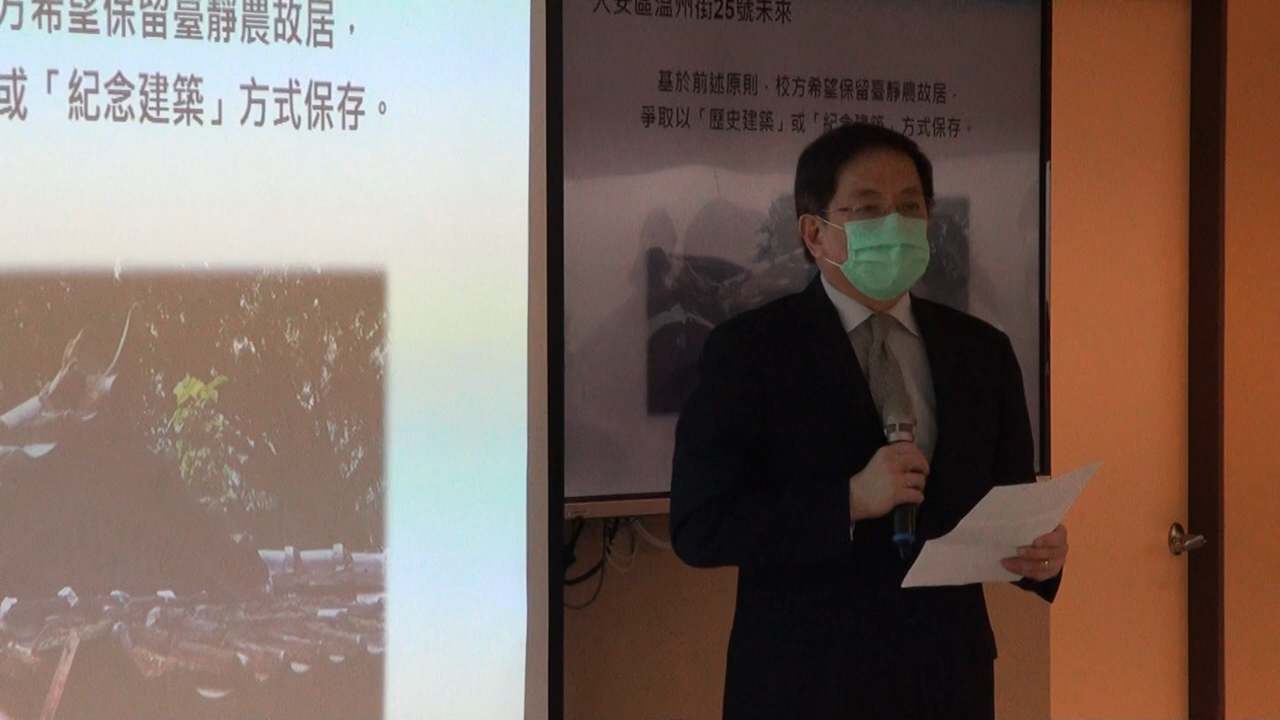 方希望保留臺靜農故居，
或「紀念建築」方式保存。
大安區溫州街25號未來
基於前述原則，校方希望保留臺靜農故居，
爭取以「歷史建築」或「紀念建築」方式保存。